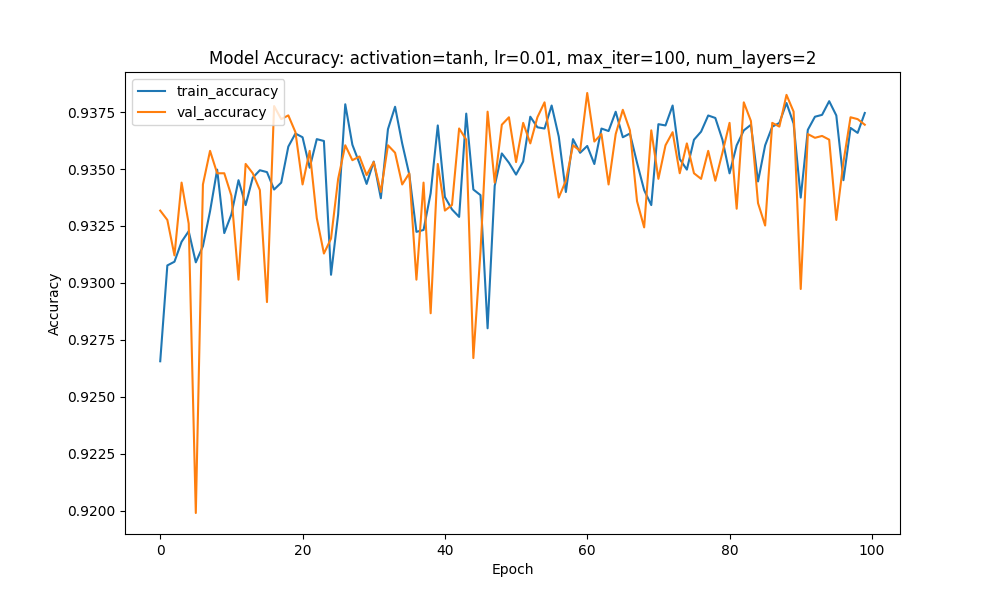 Model Accuracy: activation=tanh, lr=0.01, max_iter=100, num_layers=2
train_accuracy
val_accuracy
0.9375
0.9350
0.9325
0.9300
0.9275
0.9250
0.9225
0.9200
Accuracy
0 20 40 60 80 100
Epoch